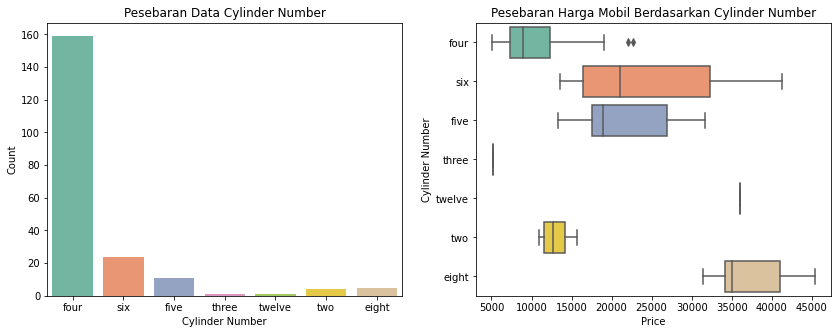 Pesebaran Data Cylinder Number
160
140
120
100
80
60
40
20
0
Count
four six five three twelve two eight
Cylinder Number
Pesebaran Harga Mobil Berdasarkan Cylinder Number
four
six
five
three
twelve
two
eight
Cylinder Number
5000 10000 15000 20000 25000 30000 35000 40000 45000
Price